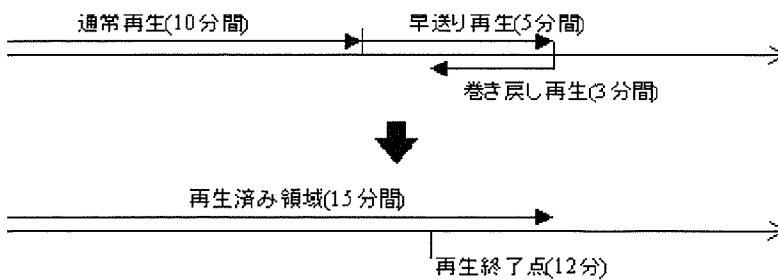 通常再生(10分間)
早送り再生(5分間)
巻き戻し再生(3分間)
再生済み領域(15分間)
再生終了点(12分)